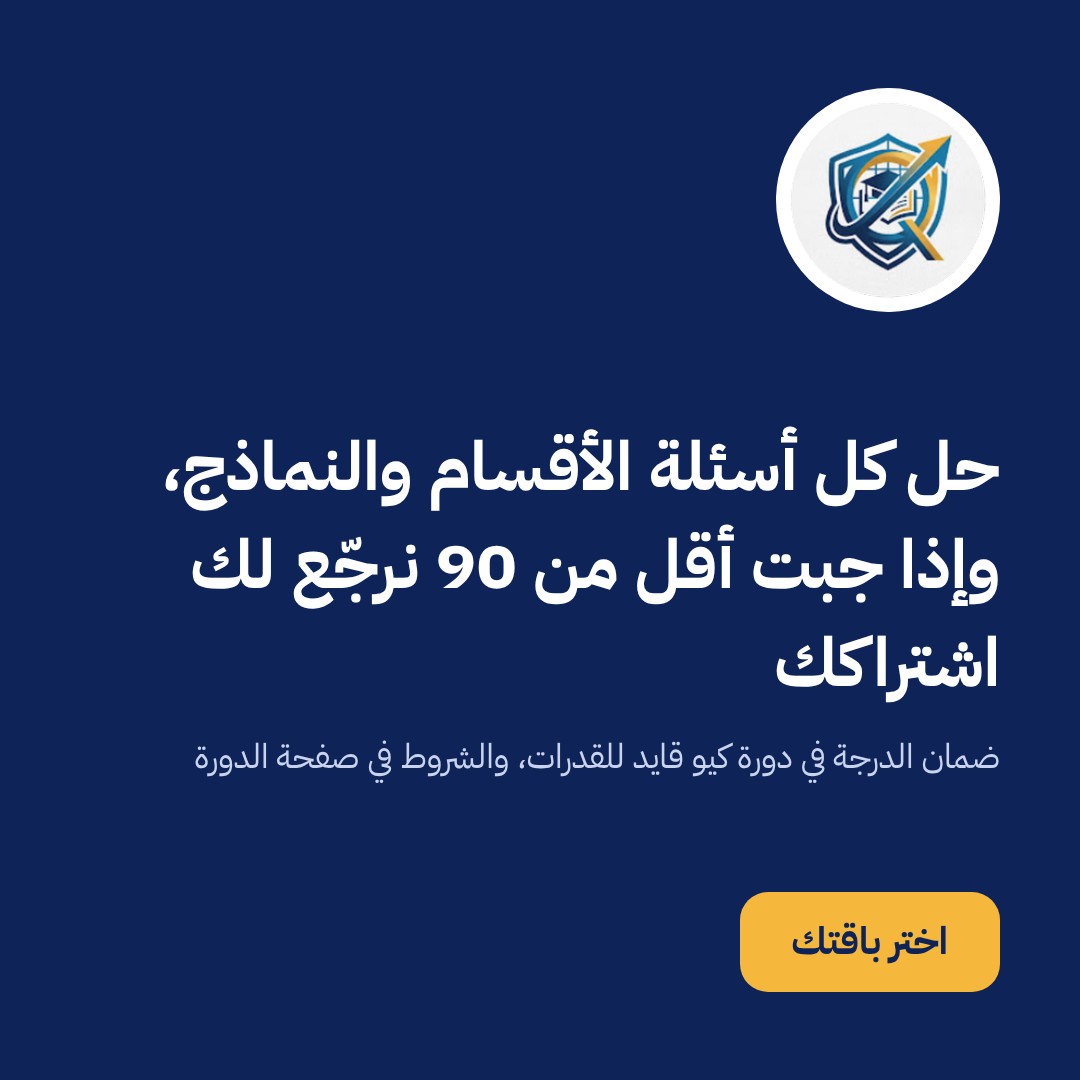 حل كل أسئلة الأقسام والنماذج،
وإذا جبت أقل من 90 نرجّع لك
اشتراكك
ضمان الدرجة في دورة كيو قايد للقدرات، والشروط في صفحة الدورة
اختر باقتك